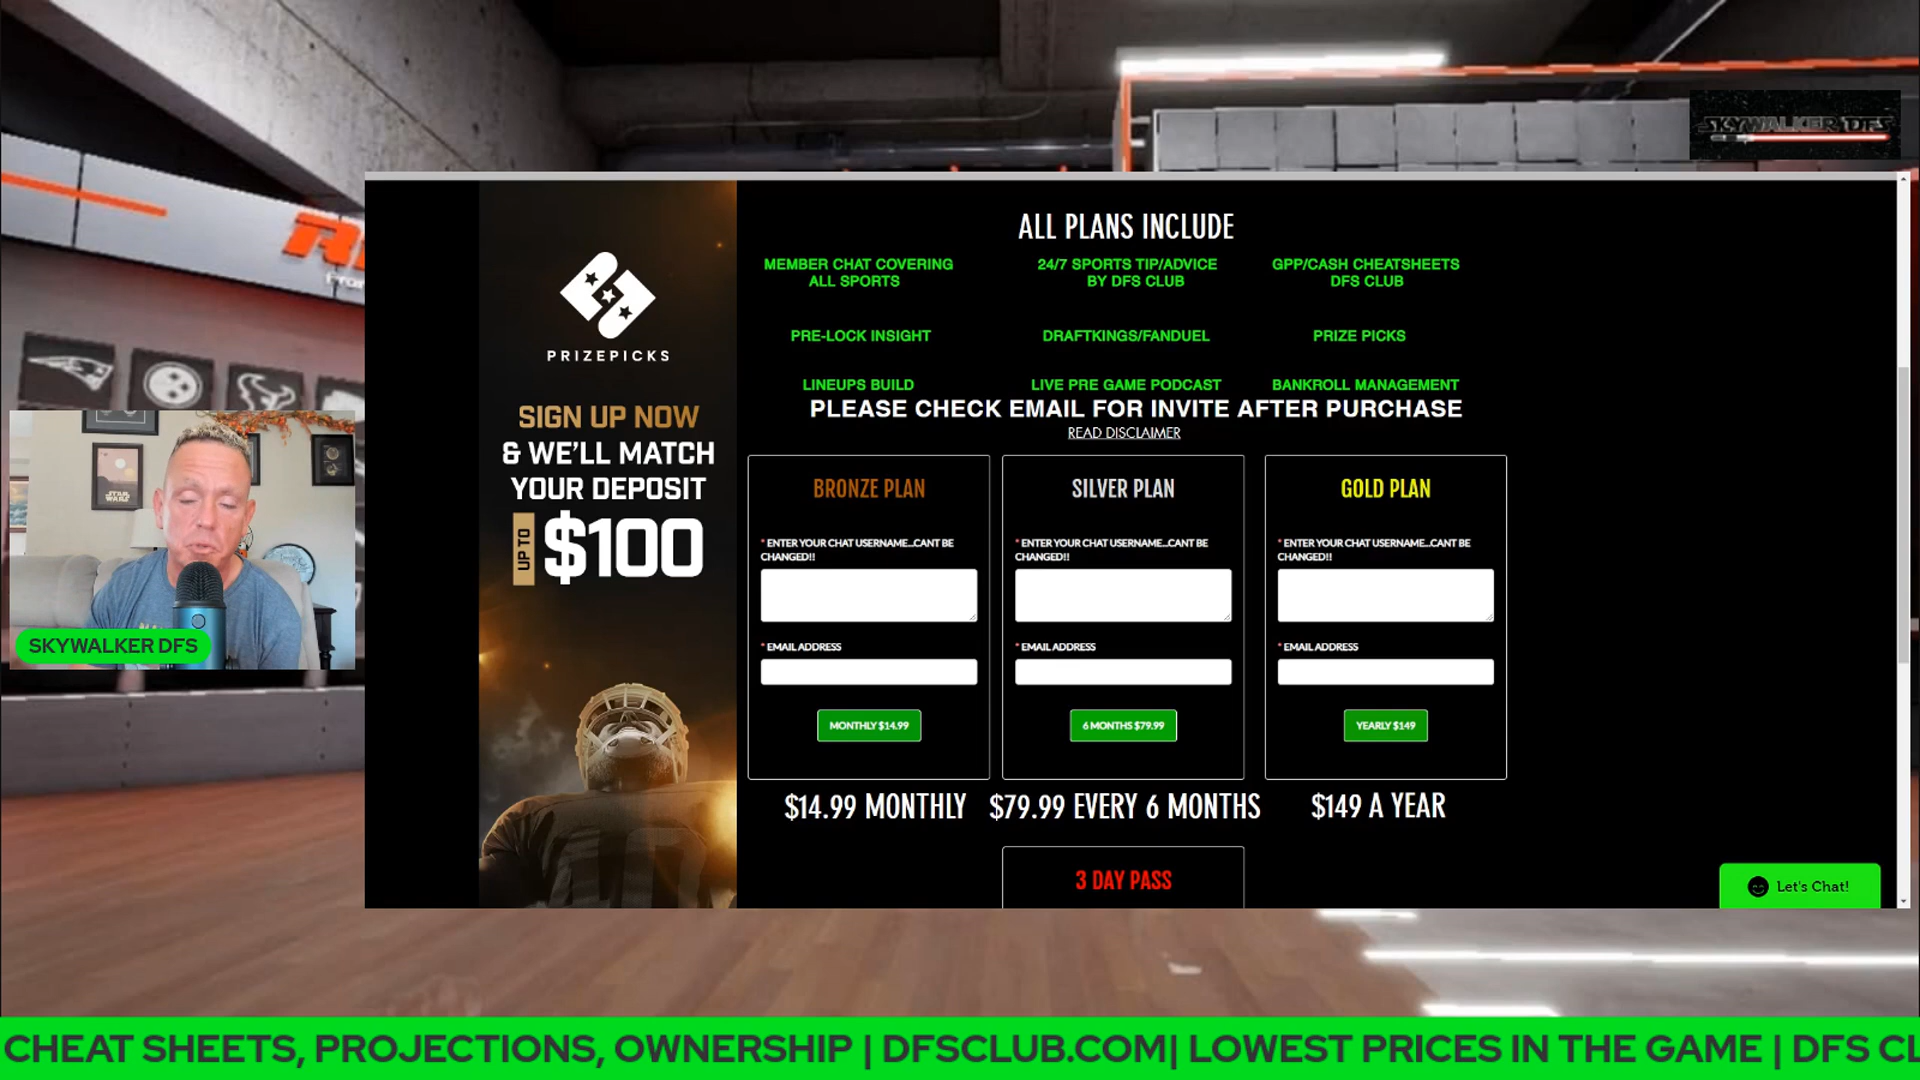 SKYWALKER DFS
ALL PLANS INCLUDE
MEMBER CHAT COVERING
ALL SPORTS
24/7 SPORTS TIP/ADVICE
BY DFS CLUB
GPP/CASH CHEATSHEETS
DFS CLUB
PRE-LOCK INSIGHT
DRAFTKINGS/FANDUEL
PRIZE PICKS
LINEUPS BUILD
LIVE PRE GAME PODCAST
BANKROLL MANAGEMENT
PLEASE CHECK EMAIL FOR INVITE AFTER PURCHASE
READ DISCLAIMER
PRIZEPICKS
SIGN UP NOW
& WE'LL MATCH
YOUR DEPOSIT
UP TO $100
BRONZE PLAN
* ENTER YOUR CHAT USERNAME...CANT BE
CHANGED!!
* EMAIL ADDRESS
MONTHLY $14.99
$14.99 MONTHLY
SILVER PLAN
* ENTER YOUR CHAT USERNAME...CANT BE
CHANGED!!
* EMAIL ADDRESS
6 MONTHS $79.99
$79.99 EVERY 6 MONTHS
GOLD PLAN
* ENTER YOUR CHAT USERNAME...CANT BE
CHANGED!!
* EMAIL ADDRESS
YEARLY $149
$149 A YEAR
3 DAY PASS
Let's Chat!
STAR
WARS
SKYWALKER DFS
CHEAT SHEETS, PROJECTIONS, OWNERSHIP | DFSCLUB.COM| LOWEST PRICES IN THE GAME | DFS CL